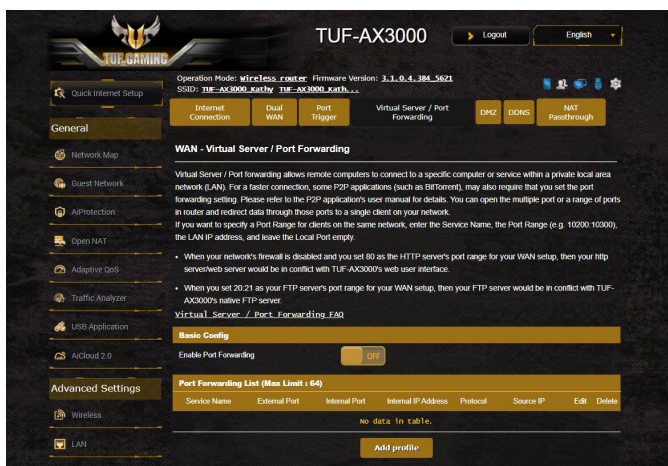 TUF GAMING
TUF-AX3000
Logout
English
Operation Mode: Wireless router Firmware Version: 3.1.0.4.384_5621
SSID: TUF-AX3000_Kathy TUF-AX3000_Kath...
Quick Internet Setup
General
Network Map
Guest Network
AiProtection
Open NAT
Adaptive QoS
Traffic Analyzer
USB Application
AiCloud 2.0
Advanced Settings
Wireless
LAN
Internet Connection
Dual WAN
Port Trigger
Virtual Server / Port Forwarding
DMZ
DDNS
NAT Passthrough
WAN - Virtual Server / Port Forwarding
Virtual Server / Port forwarding allows remote computers to connect to a specific computer or service within a private local area
network (LAN). For a faster connection, some P2P applications (such as BitTorrent), may also require that you set the port
forwarding setting. Please refer to the P2P application's user manual for details. You can open the multiple port or a range of ports
in router and redirect data through those ports to a single client on your network.
If you want to specify a Port Range for clients on the same network, enter the Service Name, the Port Range (e.g. 10200:10300),
the LAN IP address, and leave the Local Port empty.
• When your network's firewall is disabled and you set 80 as the HTTP server's port range for your WAN setup, then your http
server/web server would be in conflict with TUF-AX3000's web user interface.
• When you set 20:21 as your FTP server's port range for your WAN setup, then your FTP server would be in conflict with TUF-
AX3000's native FTP server.
Virtual Server / Port Forwarding FAQ
Basic Config
Enable Port Forwarding OFF
Port Forwarding List (Max Limit : 64)
Service Name External Port Internal Port Internal IP Address Protocol Source IP Edit Delete
No data in table.
Add profile